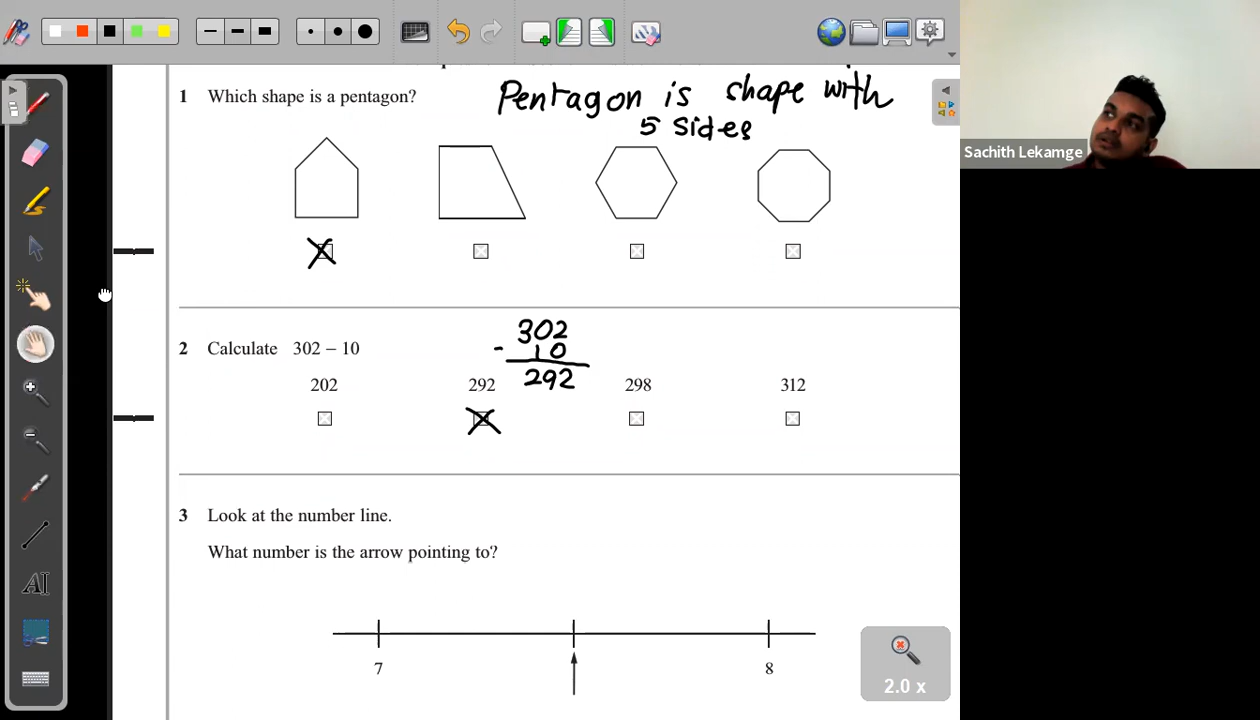 1 Which shape is a pentagon?
Pentagon is shape with
5 sides
Sachith Lekamge
2 Calculate 302 – 10
302
- 10
292
202 292 298 312
3 Look at the number line.
What number is the arrow pointing to?
7 8
2.0 x